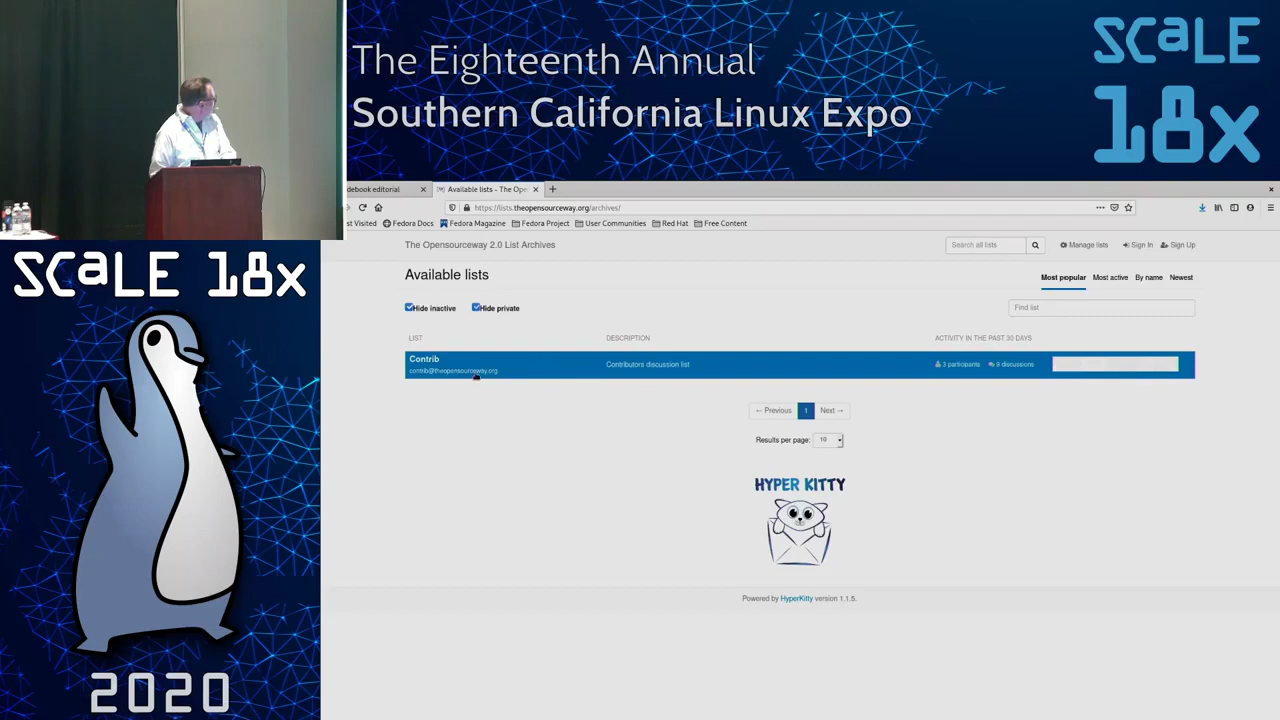 The Eighteenth Annual
Southern California Linux Expo
SCaLE
18x
debook editorial
Available lists - The Ope
https://lists.theopensourceway.org/archives/
st Visited Fedora Docs Fedora Magazine Fedora Project User Communities Red Hat Free Content
The Opensourceway 2.0 List Archives
Search all lists
Manage lists Sign In Sign Up
Available lists
Most popular Most active By name Newest
Hide inactive Hide private
Find list
LIST DESCRIPTION ACTIVITY IN THE PAST 30 DAYS
Contrib
contrib@theopensourceway.org
Contributors discussion list
3 participants 9 discussions
← Previous 1 Next →
Results per page: 10
HYPER KITTY
Powered by HyperKitty version 1.1.5.
SCaLE 18x
2020